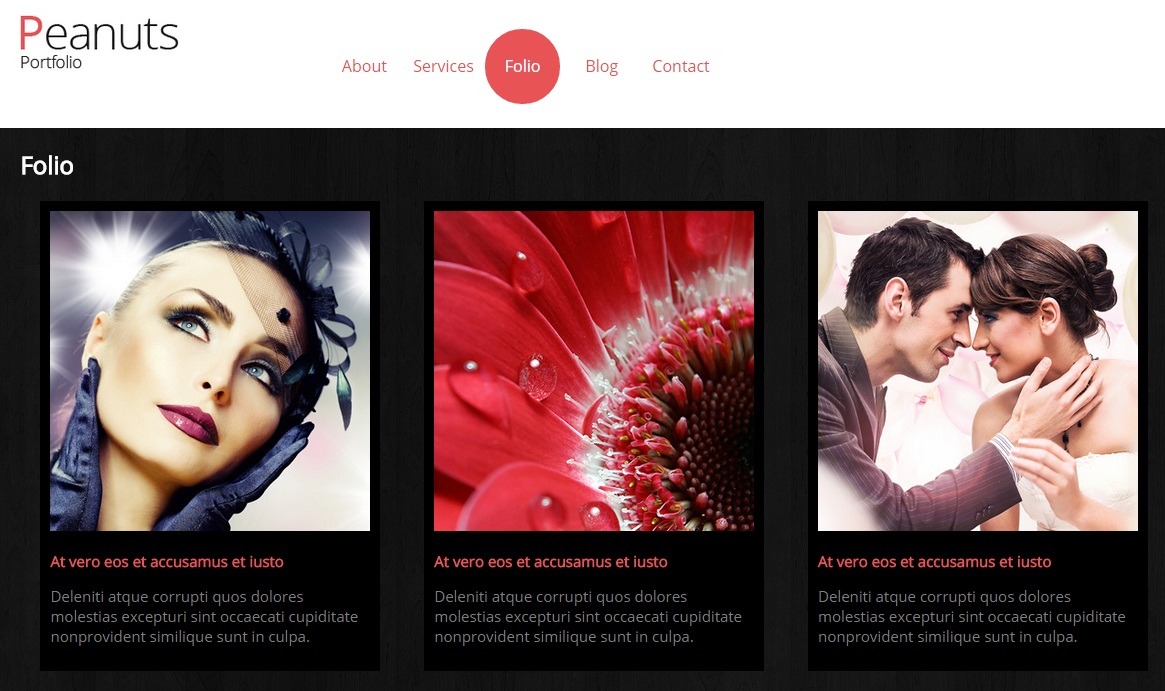 Peanuts
Portfolio
About Services Folio Blog Contact
Folio
At vero eos et accusamus et iusto
Deleniti atque corrupti quos dolores
molestias excepturi sint occaecati cupiditate
nonprovident similique sunt in culpa.
At vero eos et accusamus et iusto
Deleniti atque corrupti quos dolores
molestias excepturi sint occaecati cupiditate
nonprovident similique sunt in culpa.
At vero eos et accusamus et iusto
Deleniti atque corrupti quos dolores
molestias excepturi sint occaecati cupiditate
nonprovident similique sunt in culpa.